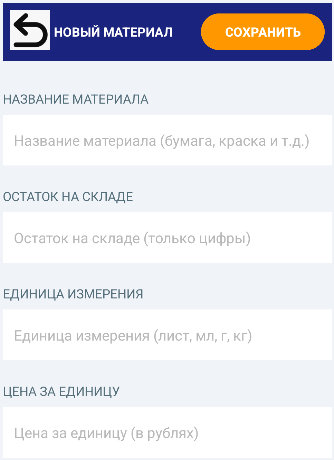 НОВЫЙ МАТЕРИАЛ
СОХРАНИТЬ
НАЗВАНИЕ МАТЕРИАЛА
Название материала (бумага, краска и т.д.)
ОСТАТОК НА СКЛАДЕ
Остаток на складе (только цифры)
ЕДИНИЦА ИЗМЕРЕНИЯ
Единица измерения (лист, мл, г, кг)
ЦЕНА ЗА ЕДИНИЦУ
Цена за единицу (в рублях)